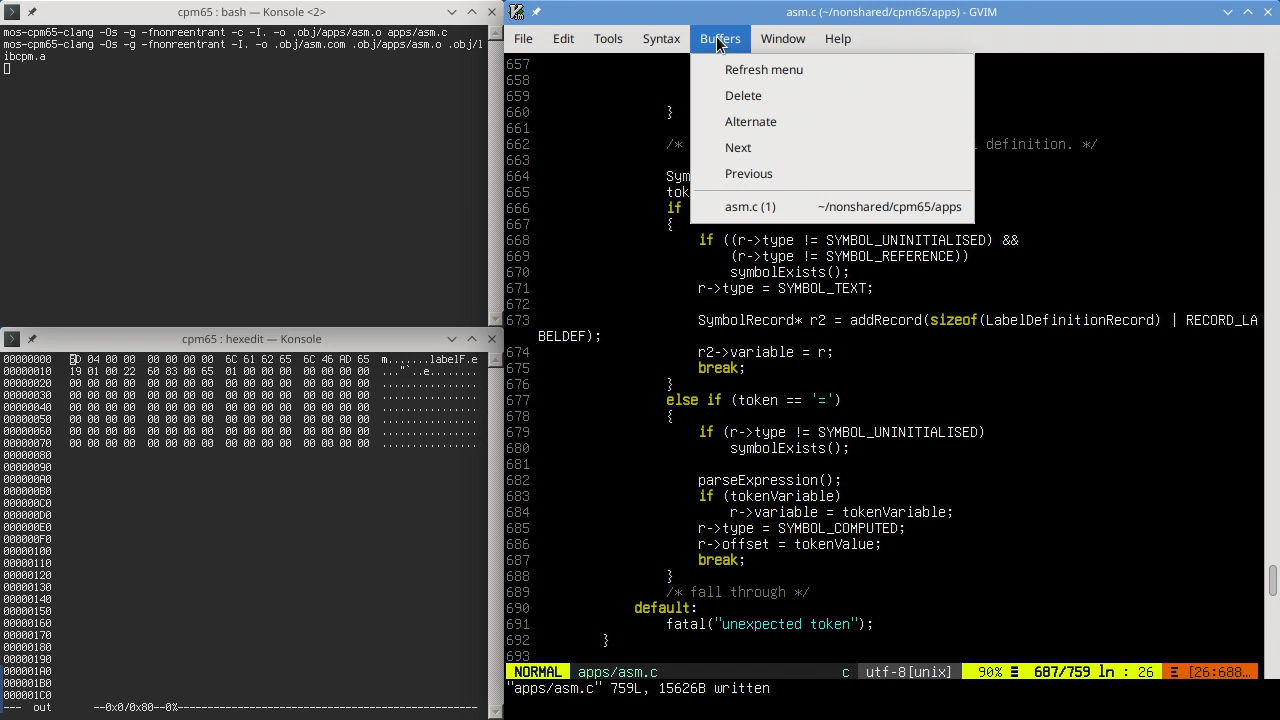 cpm65 : bash — Konsole <2>
mos-cpm65-clang -Os -g -fnonreentrant -c -I. -o .obj/apps/asm.o apps/asm.c
mos-cpm65-clang -Os -g -fnonreentrant -I. -o .obj/asm.com .obj/apps/asm.o .obj/l
ibcpm.a
cpm65 : hexedit — Konsole
00000000 5D 04 00 00 00 00 00 00 6C 61 62 65 6C 46 AD 65 m.......labelF.e
00000010 19 01 00 22 60 83 00 65 01 00 00 00 00 00 00 00 ..."`..e........
00000020 00 00 00 00 00 00 00 00 00 00 00 00 00 00 00 00 ................
00000030 00 00 00 00 00 00 00 00 00 00 00 00 00 00 00 00 ................
00000040 00 00 00 00 00 00 00 00 00 00 00 00 00 00 00 00 ................
00000050 00 00 00 00 00 00 00 00 00 00 00 00 00 00 00 00 ................
00000060 00 00 00 00 00 00 00 00 00 00 00 00 00 00 00 00 ................
00000070 00 00 00 00 00 00 00 00 00 00 00 00 00 00 00 00 ................
00000080
00000090
000000A0
000000B0
000000C0
000000D0
000000E0
000000F0
00000100
00000110
00000120
00000130
00000140
00000150
00000160
00000170
00000180
00000190
000001A0
000001B0
000001C0
--- out --0x0/0x80--0%------------------------------------------------
asm.c (~/nonshared/cpm65/apps) - GVIM
File Edit Tools Syntax Buffers Window Help
Refresh menu
Delete
Alternate
Next
Previous
asm.c (1) ~/nonshared/cpm65/apps
657
658
659
660 }
661
662 /* definition. */
663
664 Sym
665 tok
666 if
667 {
668 if ((r->type != SYMBOL_UNINITIALISED) &&
669 (r->type != SYMBOL_REFERENCE))
670 symbolExists();
671 r->type = SYMBOL_TEXT;
672
673 SymbolRecord* r2 = addRecord(sizeof(LabelDefinitionRecord) | RECORD_LA
BELDEF);
674 r2->variable = r;
675 break;
676 }
677 else if (token == '=')
678 {
679 if (r->type != SYMBOL_UNINITIALISED)
680 symbolExists();
681
682 parseExpression();
683 if (tokenVariable)
684 r->variable = tokenVariable;
685 r->type = SYMBOL_COMPUTED;
686 r->offset = tokenValue;
687 break;
688 }
689 /* fall through */
690 default:
691 fatal("unexpected token");
692 }
693
NORMAL apps/asm.c c utf-8[unix] 90% ☰ 687/759 ln : 26 Ξ [26:688…
"apps/asm.c" 759L, 15626B written